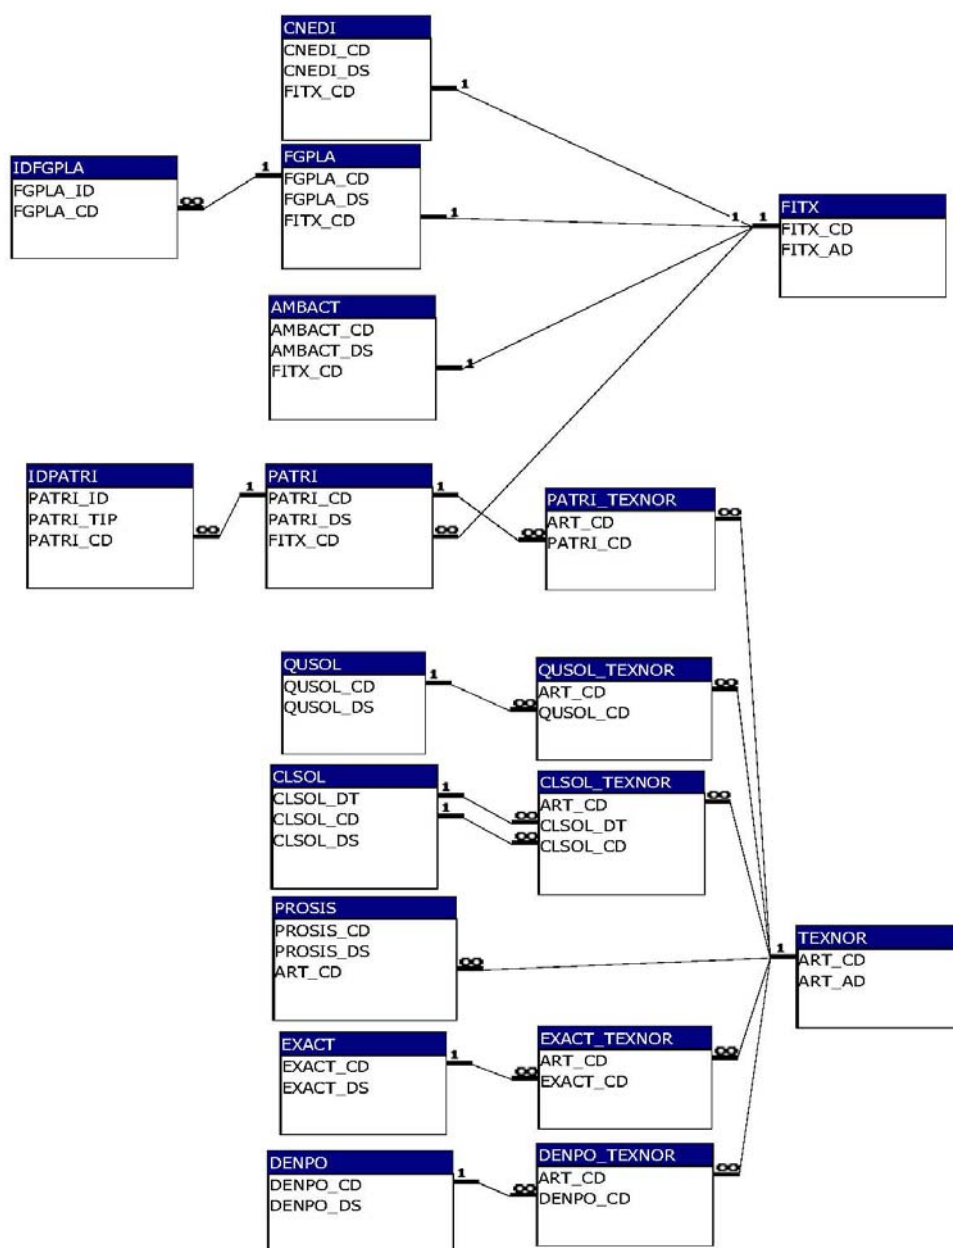 CNEDI
CNEDI_CD
CNEDI_DS
FITX_CD
1
IDFGPLA
FGPLA_ID
FGPLA_CD
∞
1
FGPLA
FGPLA_CD
FGPLA_DS
FITX_CD
1
1
1
FITX
FITX_CD
FITX_AD
AMBACT
AMBACT_CD
AMBACT_DS
FITX_CD
1
IDPATRI
PATRI_ID
PATRI_TIP
PATRI_CD
∞
1
PATRI
PATRI_CD
PATRI_DS
FITX_CD
1
∞
∞
PATRI_TEXNOR
ART_CD
PATRI_CD
∞
QUSOL
QUSOL_CD
QUSOL_DS
1
∞
QUSOL_TEXNOR
ART_CD
QUSOL_CD
∞
CLSOL
CLSOL_DT
CLSOL_CD
CLSOL_DS
1
1
∞
∞
CLSOL_TEXNOR
ART_CD
CLSOL_DT
CLSOL_CD
∞
PROSIS
PROSIS_CD
PROSIS_DS
ART_CD
∞
1
TEXNOR
ART_CD
ART_AD
EXACT
EXACT_CD
EXACT_DS
1
∞
EXACT_TEXNOR
ART_CD
EXACT_CD
∞
DENPO
DENPO_CD
DENPO_DS
1
∞
DENPO_TEXNOR
ART_CD
DENPO_CD
∞